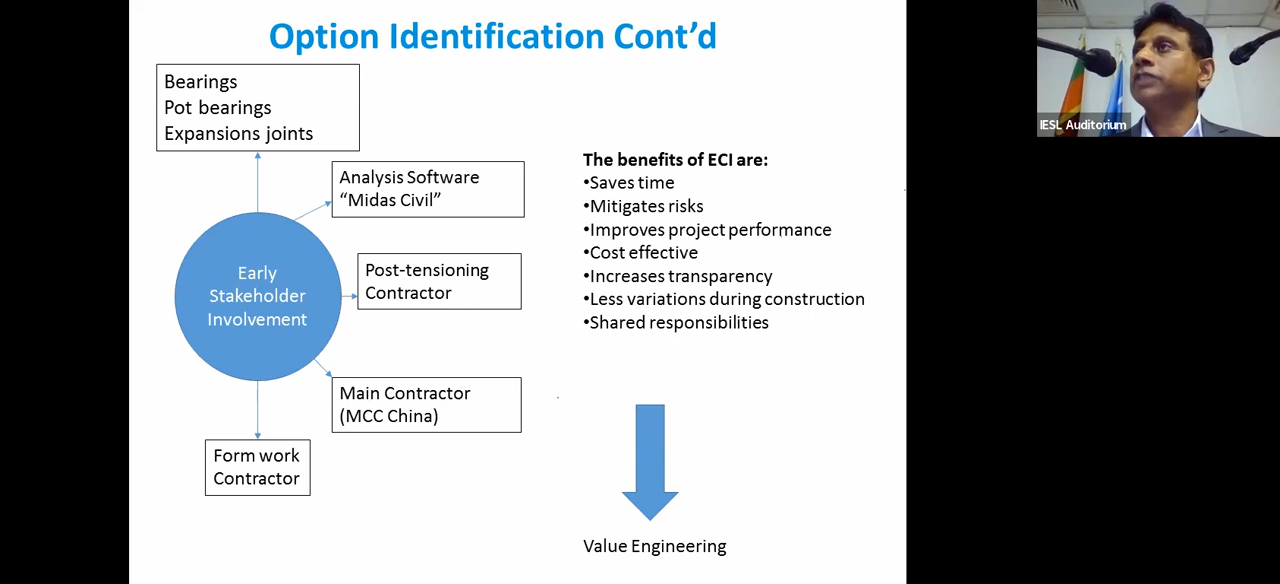 Option Identification Cont’d
Bearings
Pot bearings
Expansions joints
Analysis Software
“Midas Civil”
Early
Stakeholder
Involvement
Post-tensioning
Contractor
Main Contractor
(MCC China)
Form work
Contractor
The benefits of ECI are:
•Saves time
•Mitigates risks
•Improves project performance
•Cost effective
•Increases transparency
•Less variations during construction
•Shared responsibilities
Value Engineering
IESL Auditorium